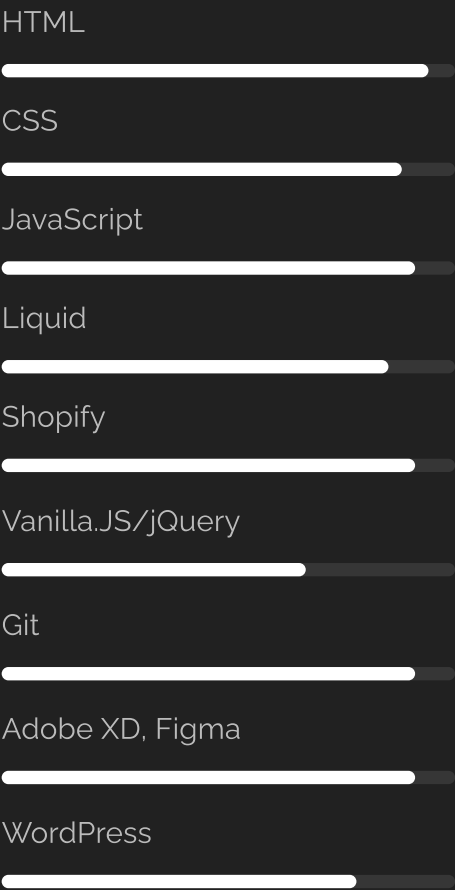 HTML
CSS
JavaScript
Liquid
Shopify
Vanilla.JS/jQuery
Git
Adobe XD, Figma
WordPress